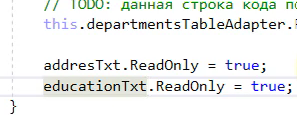 // TODO: данная строка кода
this.departmentsTableAdapter.
addresTxt.ReadOnly = true;
educationTxt.ReadOnly = true;
}